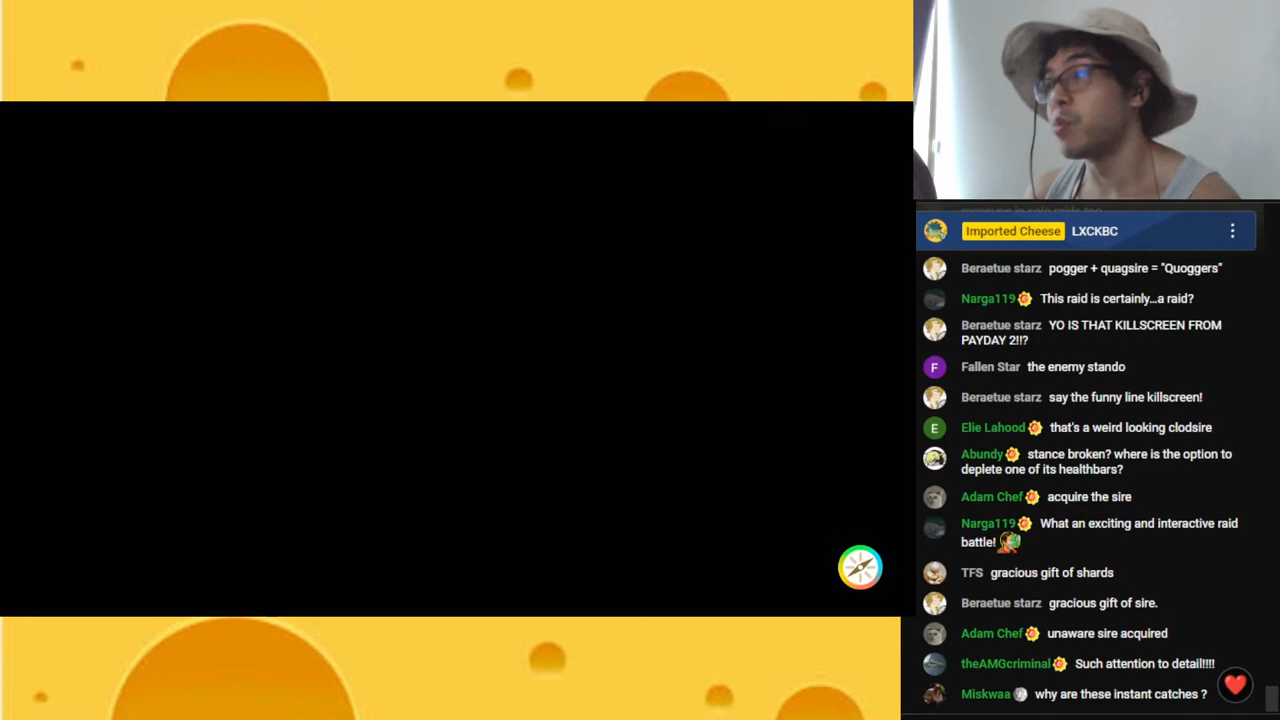 Imported Cheese LXCKBC
Beraetue starz pogger + quagsire = "Quoggers"
Narga119 This raid is certainly...a raid?
Beraetue starz YO IS THAT KILLSCREEN FROM
PAYDAY 2!!?
Fallen Star the enemy stando
F
Beraetue starz say the funny line killscreen!
Elie Lahood that's a weird looking clodsire
E
Abundy stance broken? where is the option to
deplete one of its healthbars?
Adam Chef acquire the sire
Narga119 What an exciting and interactive raid
battle!
TFS gracious gift of shards
Beraetue starz gracious gift of sire.
Adam Chef unaware sire acquired
theAMGcriminal Such attention to detail!!!!
Miskwaa why are these instant catches ?